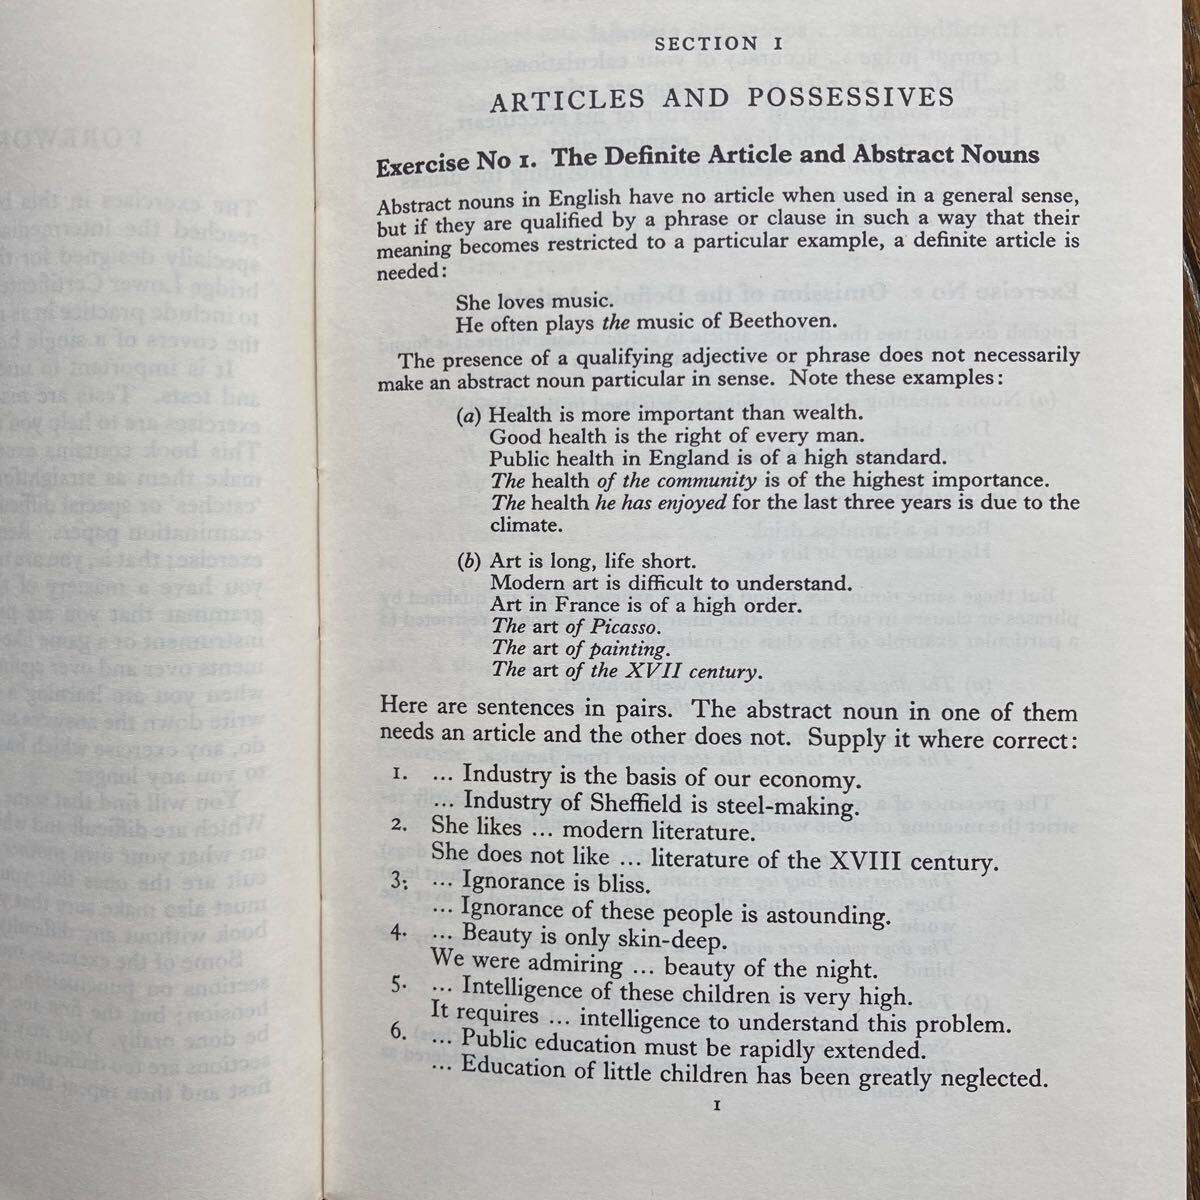 SECTION I
ARTICLES AND POSSESSIVES
Exercise No 1. The Definite Article and Abstract Nouns
Abstract nouns in English have no article when used in a general sense,
but if they are qualified by a phrase or clause in such a way that their
meaning becomes restricted to a particular example, a definite article is
needed:
She loves music.
He often plays the music of Beethoven.
The presence of a qualifying adjective or phrase does not necessarily
make an abstract noun particular in sense. Note these examples:
(a) Health is more important than wealth.
Good health is the right of every man.
Public health in England is of a high standard.
The health of the community is of the highest importance.
The health he has enjoyed for the last three years is due to the
climate.
(b) Art is long, life short.
Modern art is difficult to understand.
Art in France is of a high order.
The art of Picasso.
The art of painting.
The art of the XVII century.
Here are sentences in pairs. The abstract noun in one of them
needs an article and the other does not. Supply it where correct:
1. ... Industry is the basis of our economy.
... Industry of Sheffield is steel-making.
2. She likes ... modern literature.
She does not like ... literature of the XVIII century.
3. ... Ignorance is bliss.
... Ignorance of these people is astounding.
4. ... Beauty is only skin-deep.
We were admiring ... beauty of the night.
5. ... Intelligence of these children is very high.
It requires ... intelligence to understand this problem.
6. ... Public education must be rapidly extended.
... Education of little children has been greatly neglected.
1